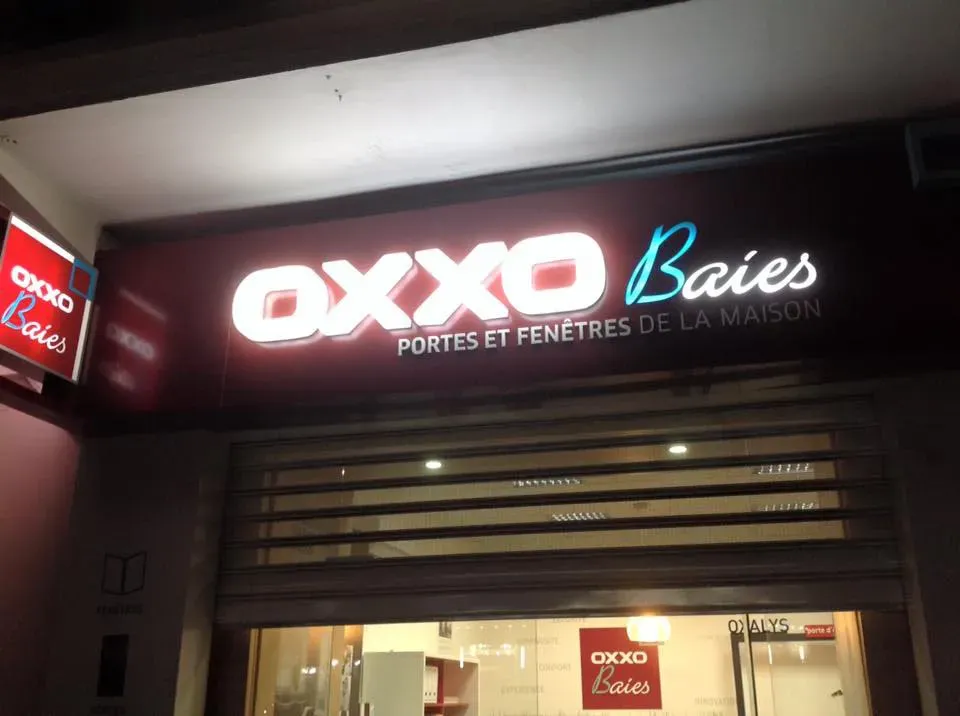 OXXO Baies
PORTES ET FENÊTRES DE LA MAISON
OXXO
Baies
OXXO
Baies
OXALYS